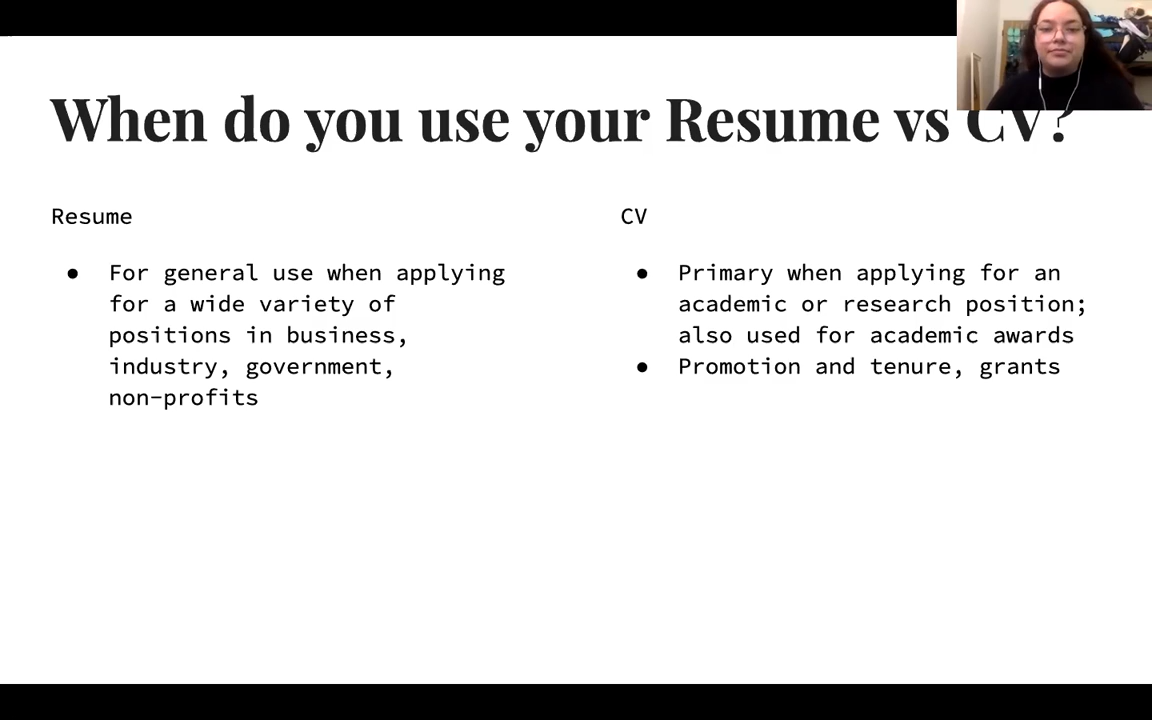 When do you use your Resume vs CV?
Resume
● For general use when applying
for a wide variety of
positions in business,
industry, government,
non-profits
CV
● Primary when applying for an
academic or research position;
also used for academic awards
● Promotion and tenure, grants